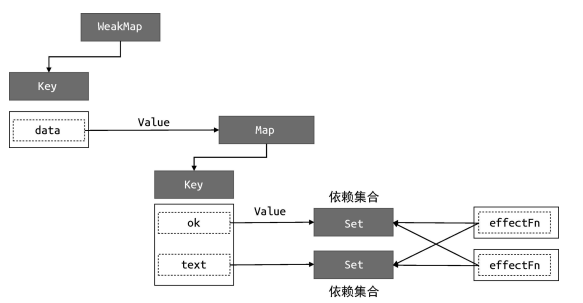 WeakMap
Key
data
Value
Map
Key
依赖集合
ok
Value
Set
effectFn
text
Set
effectFn
依赖集合